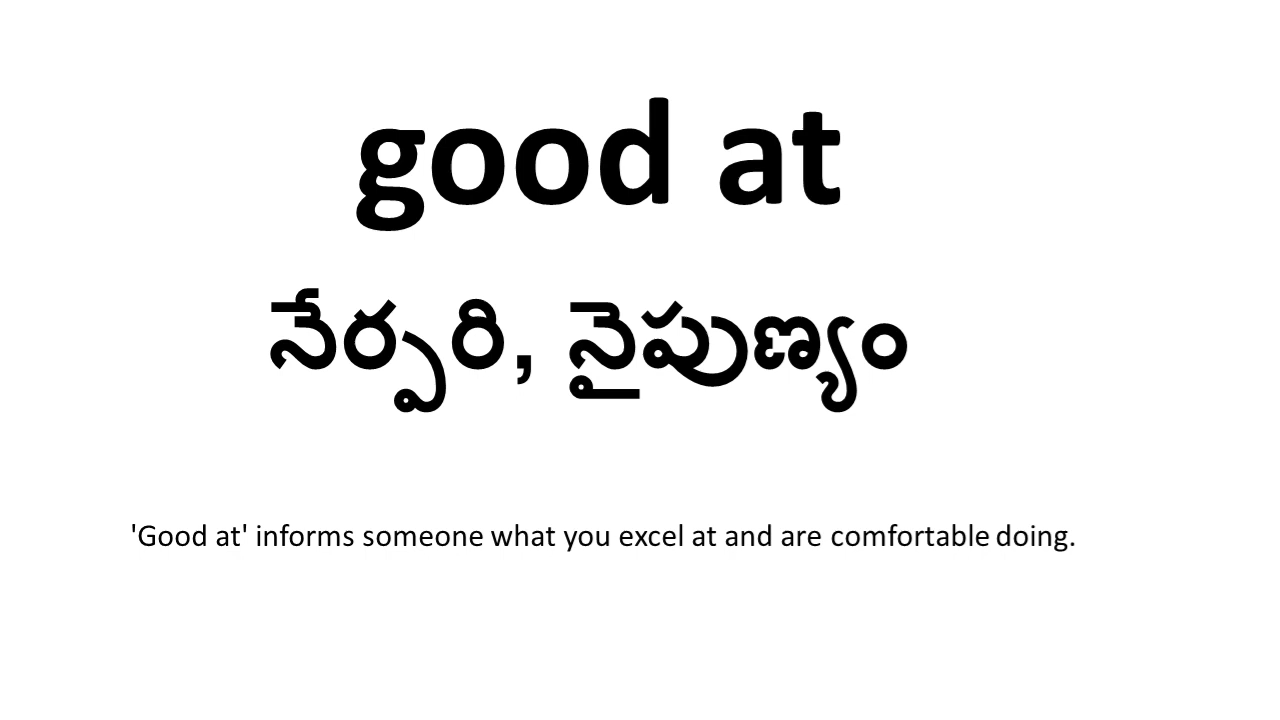 good at
నేర్పరి, నైపుణ్యం
'Good at' informs someone what you excel at and are comfortable doing.